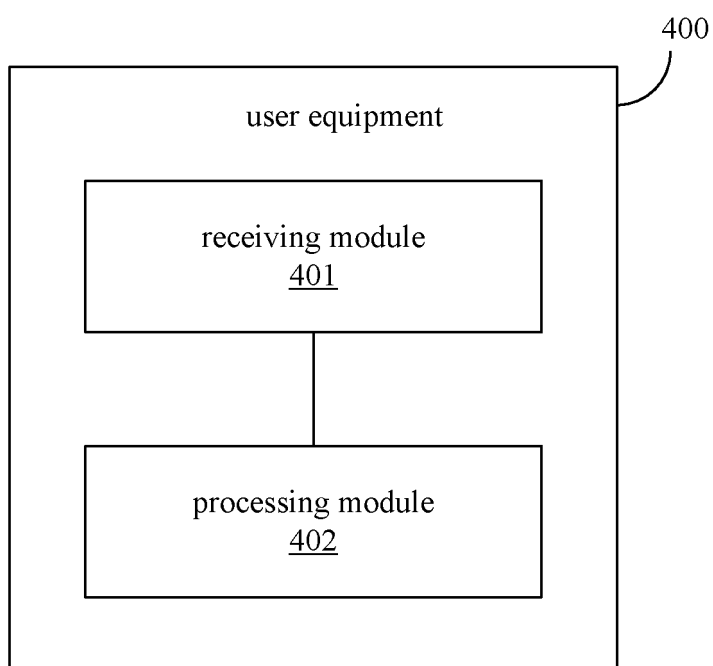 400
user equipment
receiving module
401
processing module
402